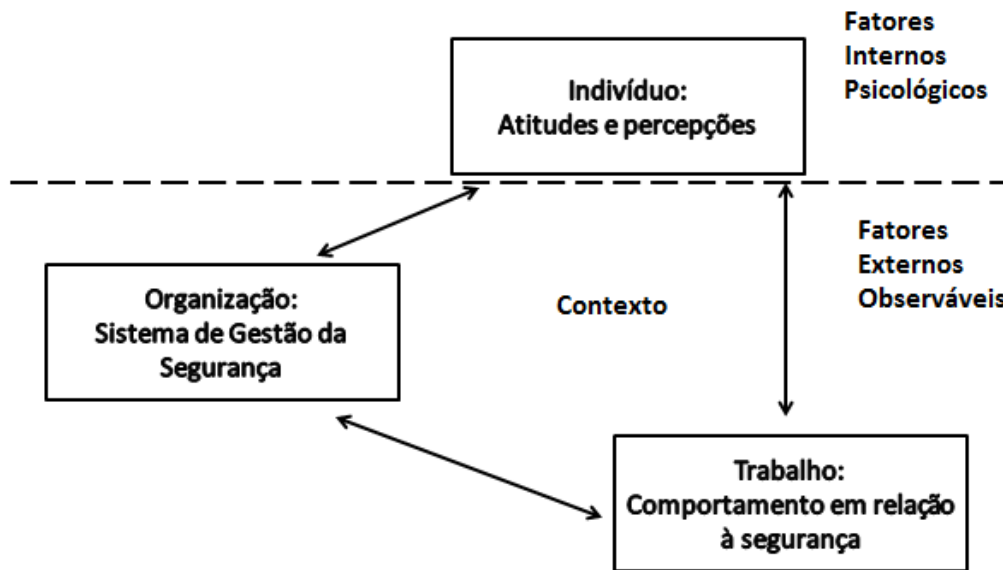 Fatores
Internos
Psicológicos
Indivíduo:
Atitudes e percepções
Fatores
Externos
Observáveis
Organização:
Sistema de Gestão da
Segurança
Contexto
Trabalho:
Comportamento em relação
à segurança